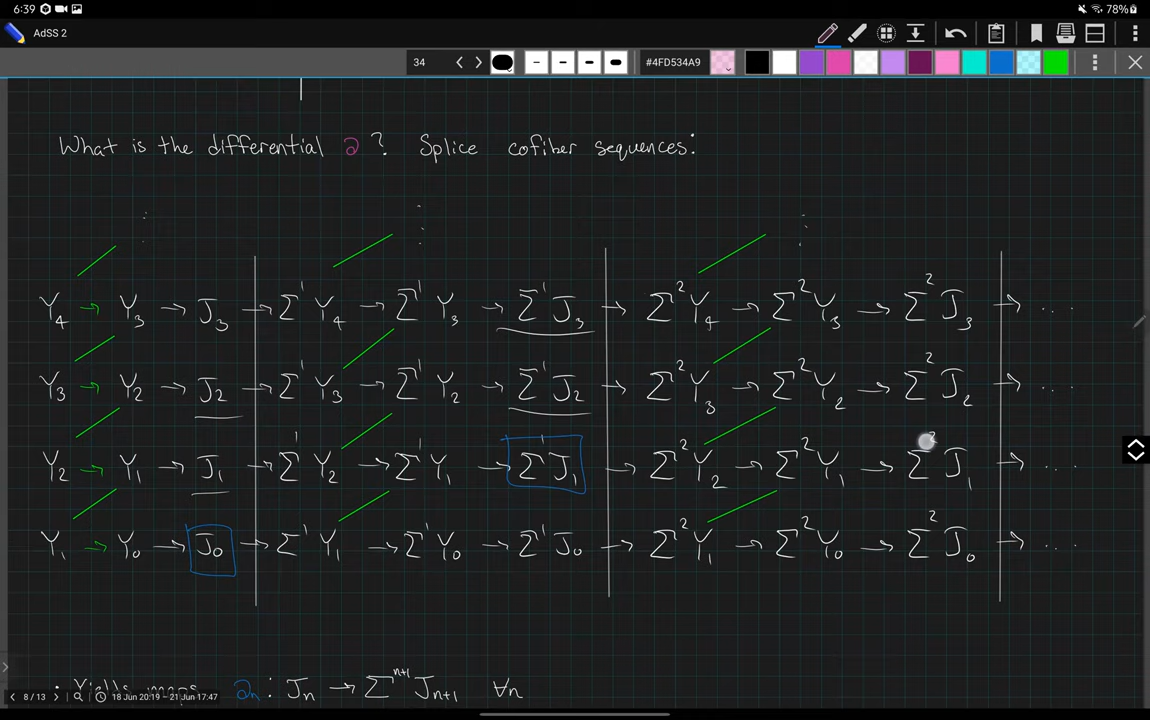 6:39 78%
AdSS 2
34 #4FD534A9
What is the differential ∂? Splice cofiber sequences:
Y₄ → Y₃ → J₃ → Σ¹Y₄ → Σ¹Y₃ → Σ¹J₃ → Σ²Y₄ → Σ²Y₃ → Σ²J₃ → ...
Y₃ → Y₂ → J₂ → Σ¹Y₃ → Σ¹Y₂ → Σ¹J₂ → Σ²Y₃ → Σ²Y₂ → Σ²J₂ → ...
Y₂ → Y₁ → J₁ → Σ¹Y₂ → Σ¹Y₁ → Σ¹J₁ → Σ²Y₂ → Σ²Y₁ → Σ²J₁ → ...
Y₁ → Y₀ → J₀ → Σ¹Y₁ → Σ¹Y₀ → Σ¹J₀ → Σ²Y₁ → Σ²Y₀ → Σ²J₀ → ...
∂ₙ : Jₙ → Σⁿ⁺¹ Jₙ₊₁ ∀n
8/13 18 Jun 20:19 - 21 Jun 17:47